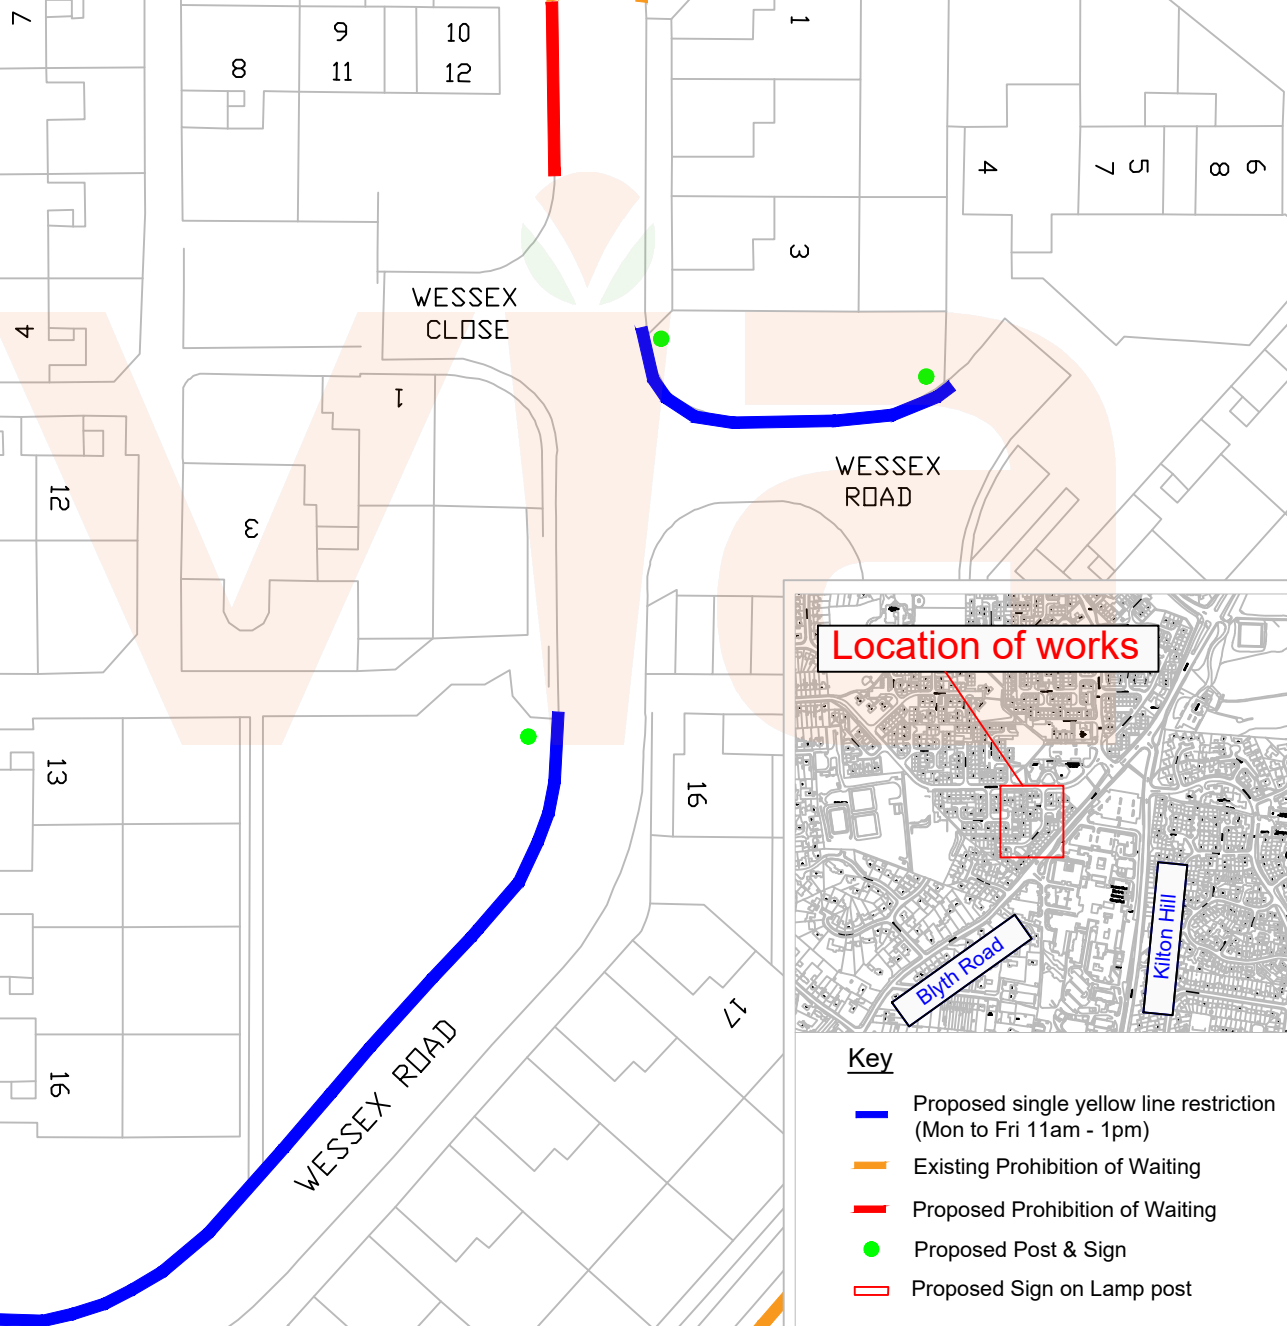 7
9
10
8
11
12
1
4
7
5
8
6
3
WESSEX
CLOSE
4
1
WESSEX
ROAD
12
3
via
Location of works
13
16
Kilton Hill
Blyth Road
17
WESSEX ROAD
16
Key
Proposed single yellow line restriction
(Mon to Fri 11am - 1pm)
Existing Prohibition of Waiting
Proposed Prohibition of Waiting
Proposed Post & Sign
Proposed Sign on Lamp post